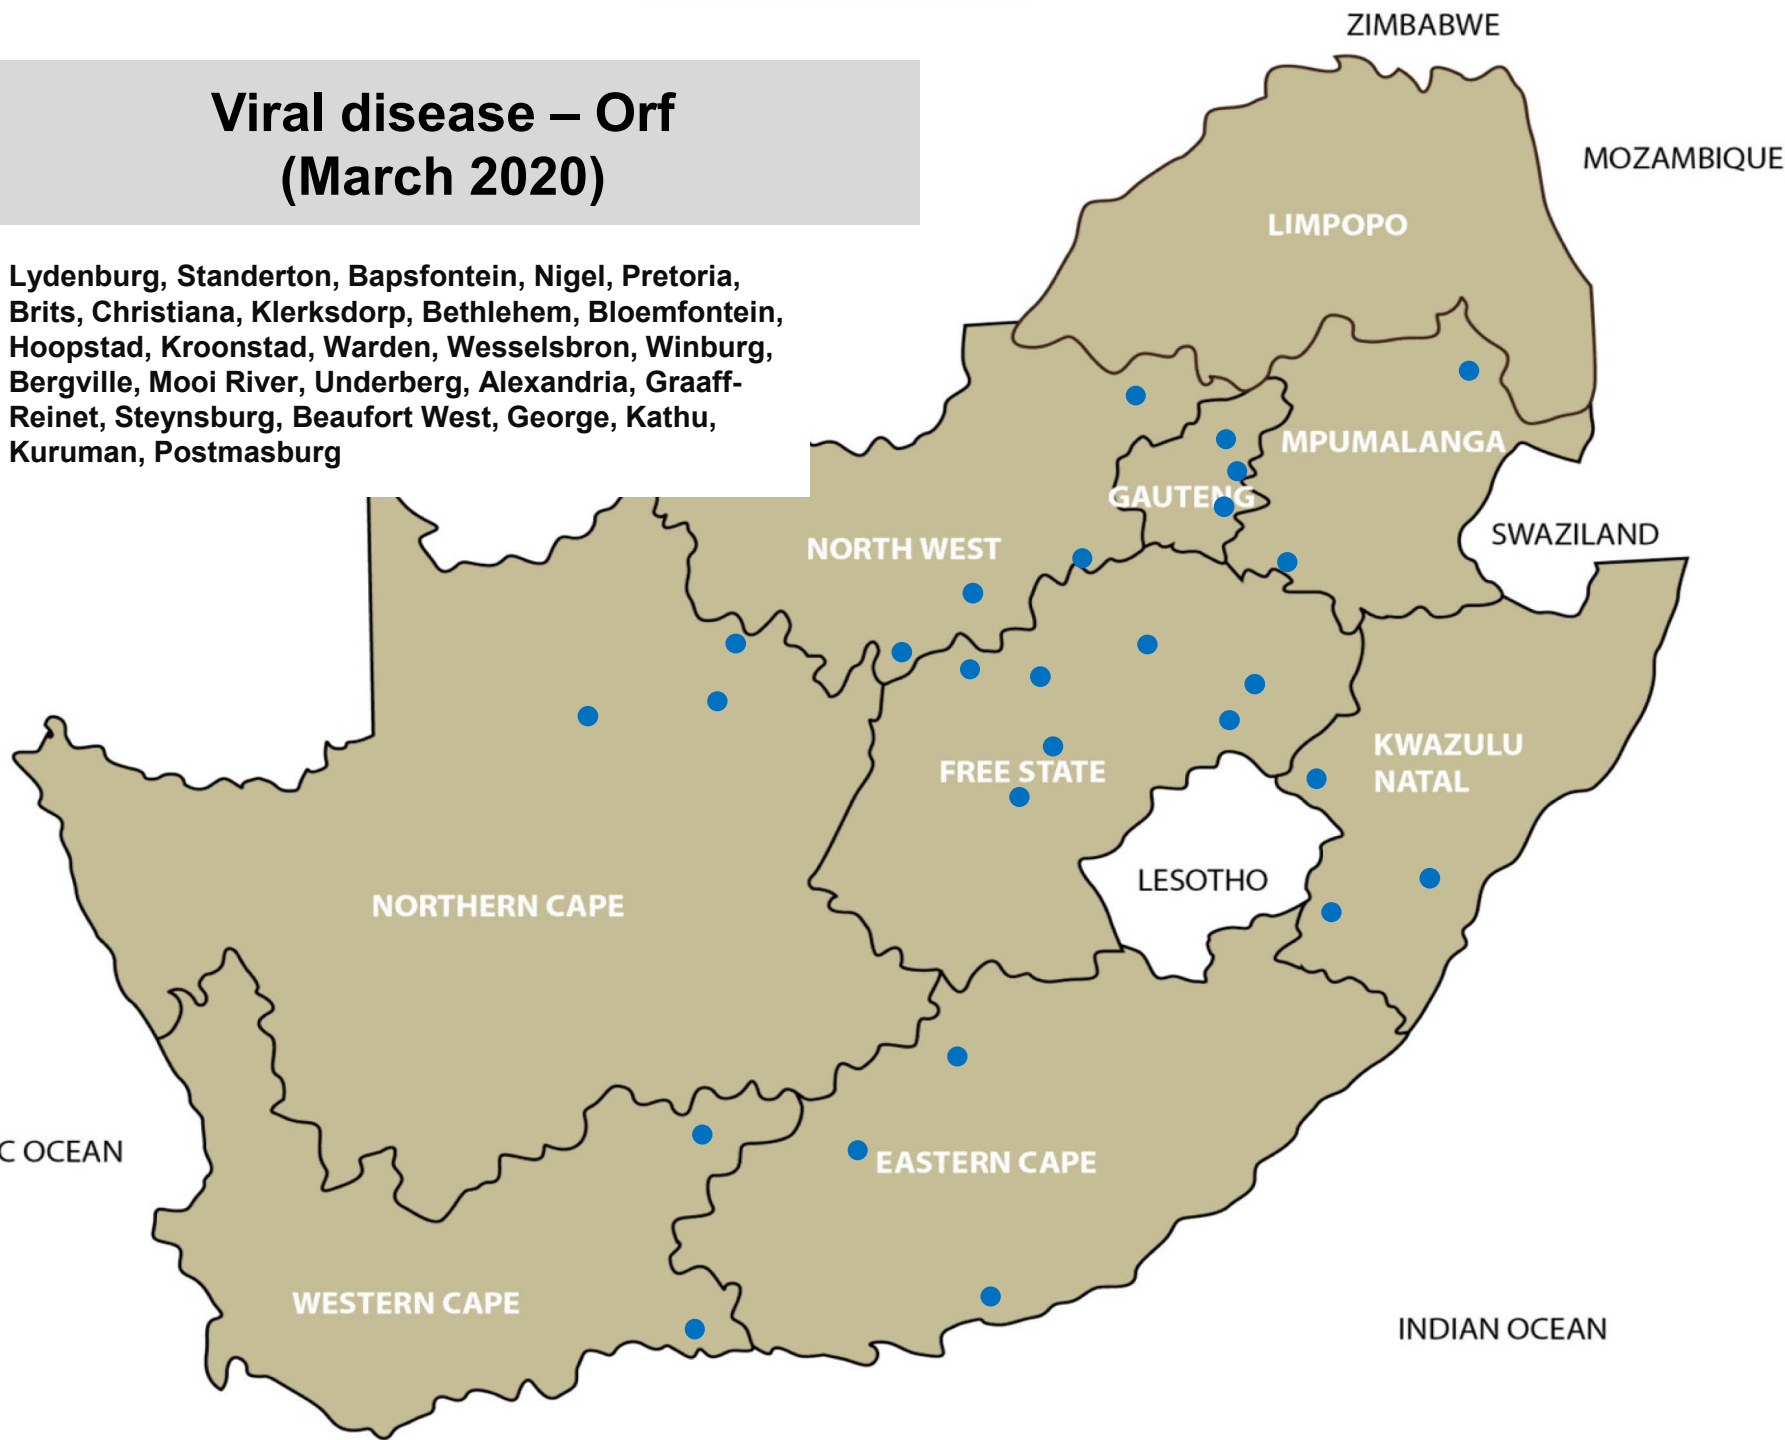 ZIMBABWE
Viral disease – Orf
(March 2020)
MOZAMBIQUE
LIMPOPO
Lydenburg, Standerton, Bapsfontein, Nigel, Pretoria,
Brits, Christiana, Klerksdorp, Bethlehem, Bloemfontein,
Hoopstad, Kroonstad, Warden, Wesselsbron, Winburg,
Bergville, Mooi River, Underberg, Alexandria, Graaff-
Reinet, Steynsburg, Beaufort West, George, Kathu,
Kuruman, Postmasburg
MPUMALANGA
GAUTENG
NORTH WEST
SWAZILAND
KWAZULU
NATAL
FREE STATE
LESOTHO
NORTHERN CAPE
C OCEAN
EASTERN CAPE
WESTERN CAPE
INDIAN OCEAN